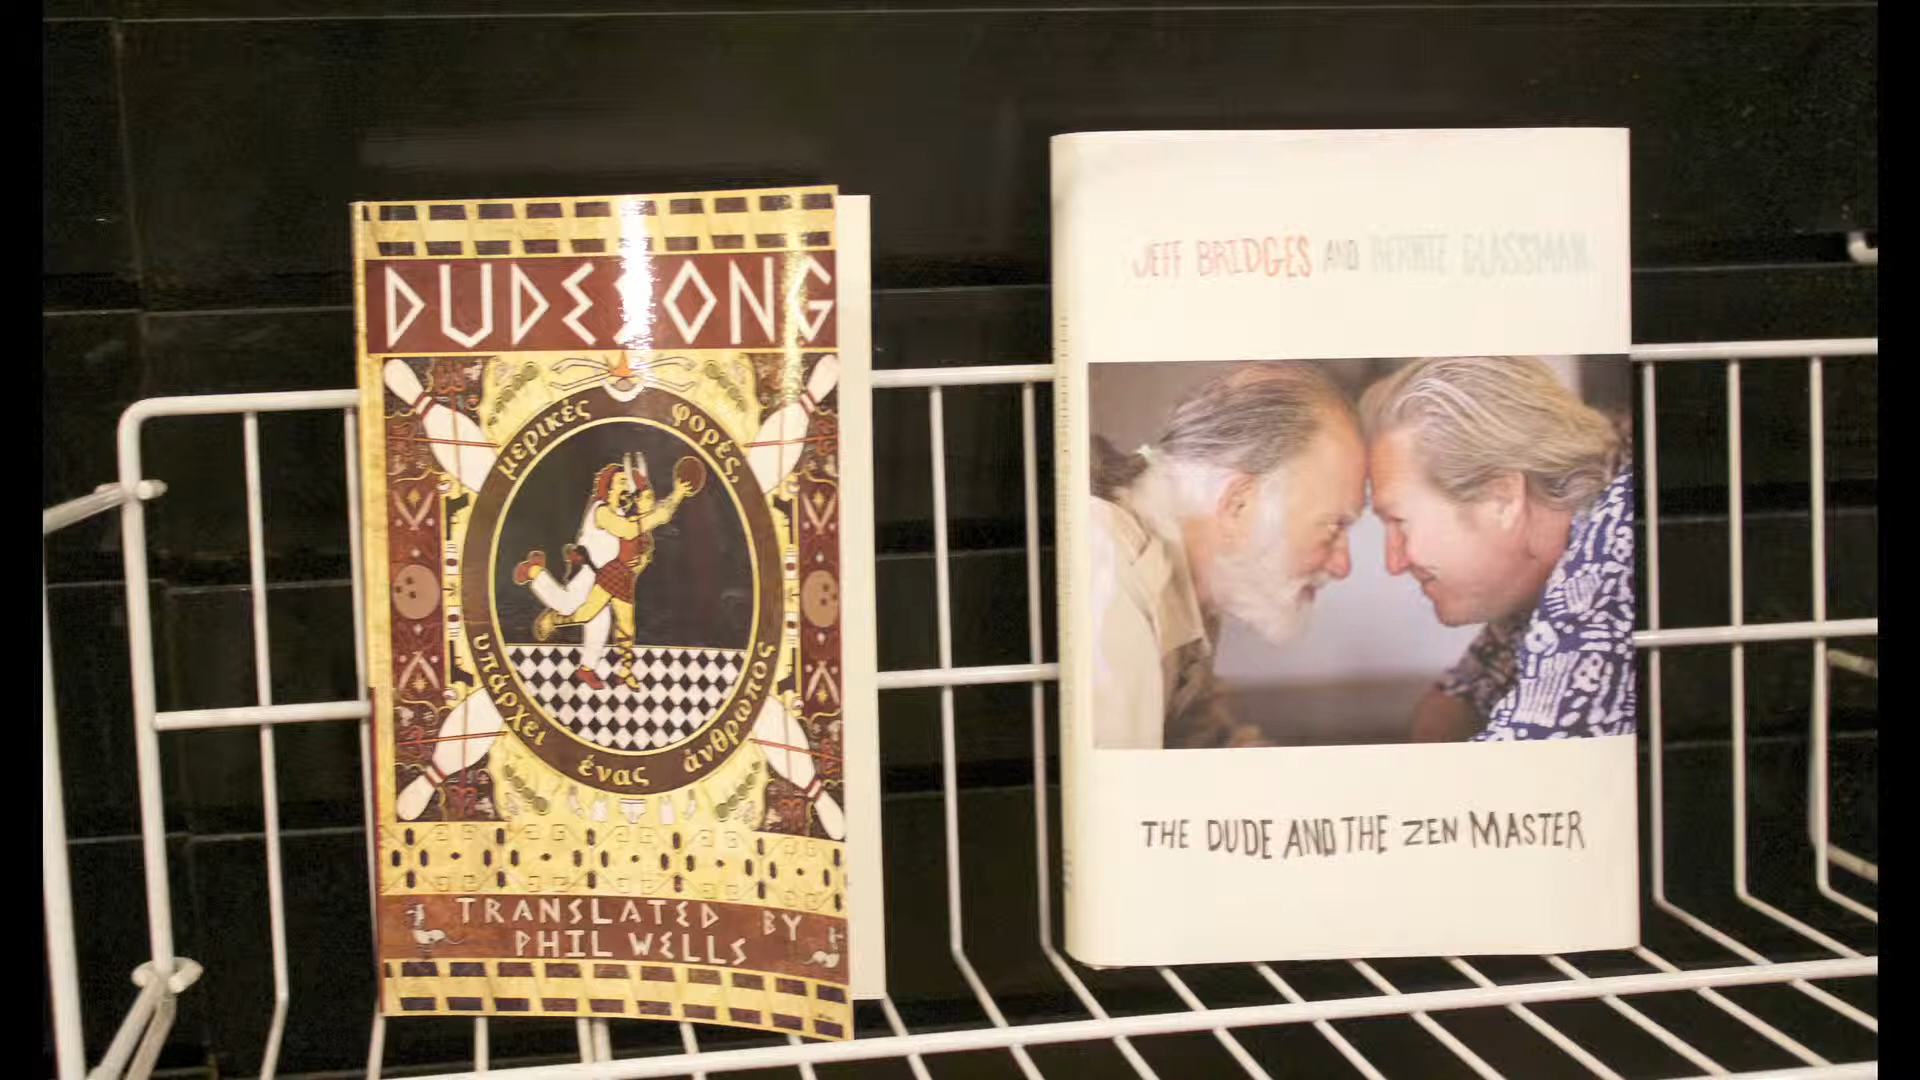 DUDESONG
μερικές φορές,
υπάρχει ένας άνθρωπος
TRANSLATED BY
PHIL WELLS
JEFF BRIDGES AND BERNIE GLASSMAN
THE DUDE AND THE ZEN MASTER